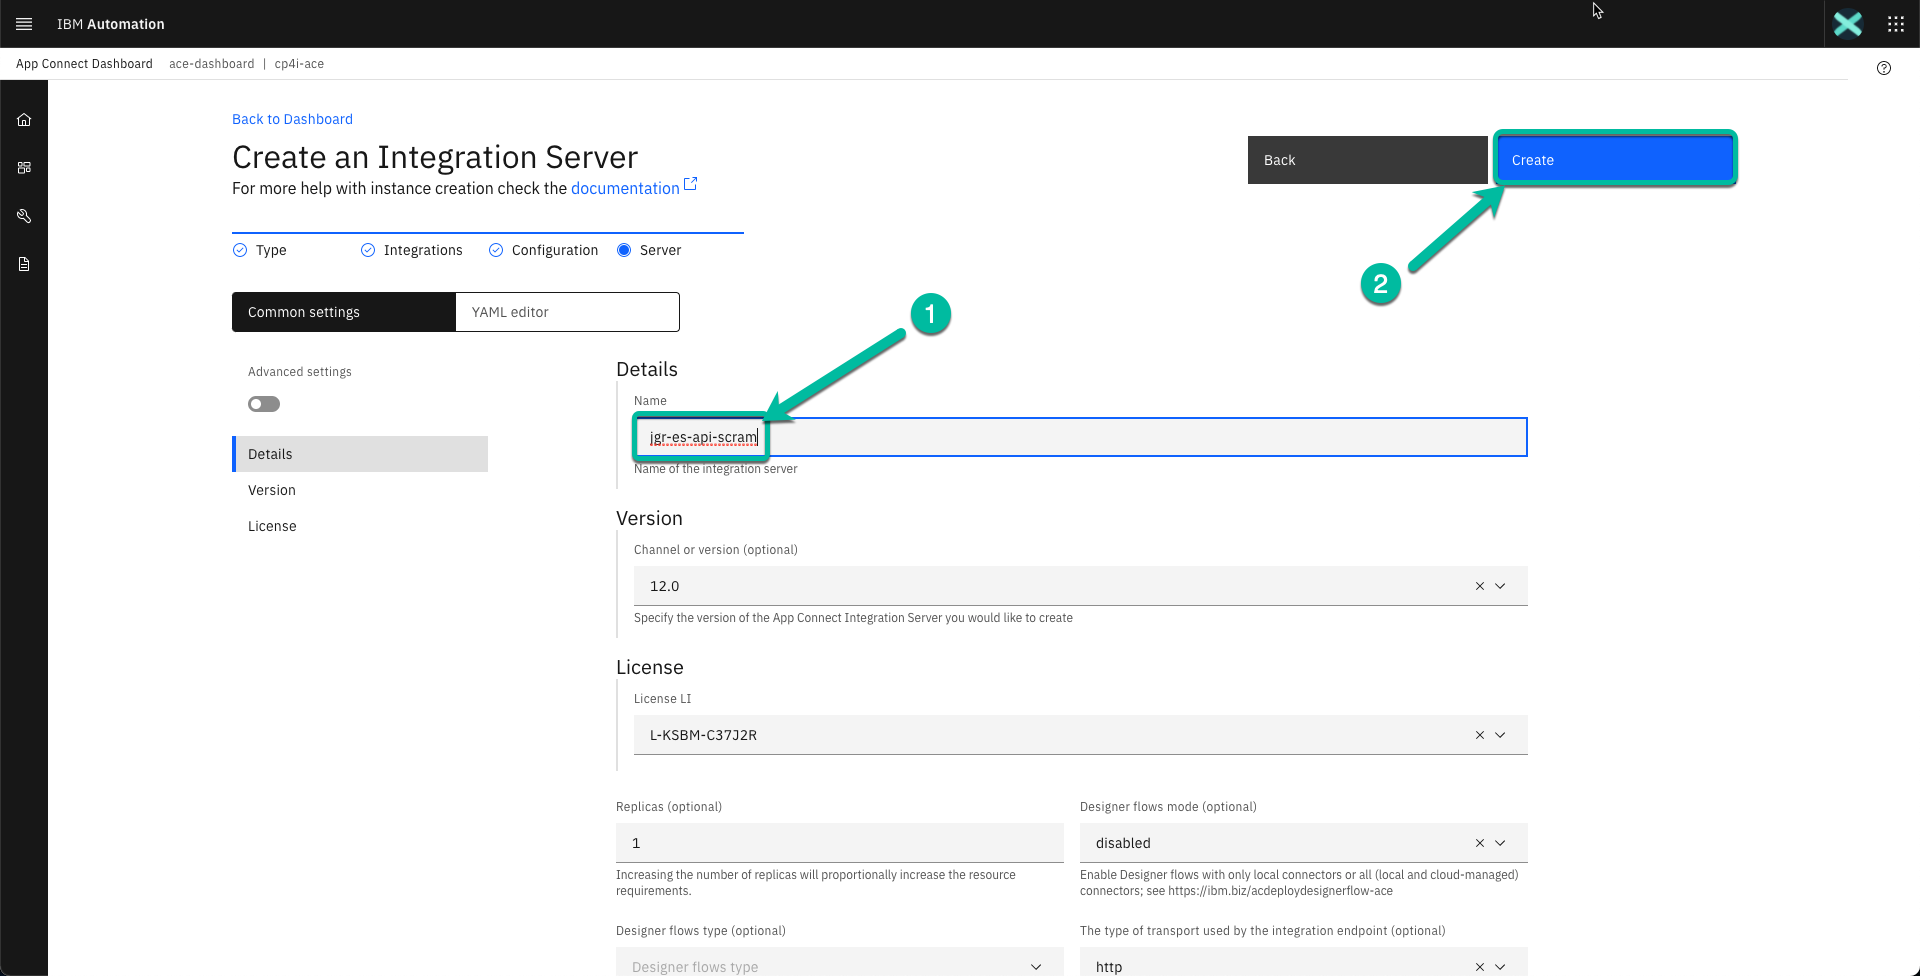 IBM Automation
App Connect Dashboard ace-dashboard | cp4i-ace
Back to Dashboard
Create an Integration Server
For more help with instance creation check the documentation
Back
Create
Type
Integrations
Configuration
Server
2
1
Common settings
YAML editor
Advanced settings
Details
Version
License
Details
Name
jgr-es-api-scram
Name of the integration server
Version
Channel or version (optional)
12.0
Specify the version of the App Connect Integration Server you would like to create
License
License LI
L-KSBM-C37J2R
Replicas (optional)
1
Increasing the number of replicas will proportionally increase the resource
requirements.
Designer flows mode (optional)
disabled
Enable Designer flows with only local connectors or all (local and cloud-managed)
connectors; see https://ibm.biz/acdeploydesignerflow-ace
Designer flows type (optional)
Designer flows type
The type of transport used by the integration endpoint (optional)
http